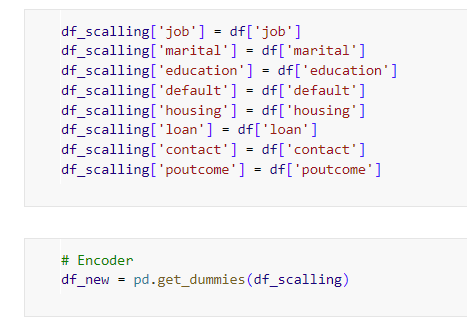 df_scalling['job'] = df['job']
df_scalling['marital'] = df['marital']
df_scalling['education'] = df['education']
df_scalling['default'] = df['default']
df_scalling['housing'] = df['housing']
df_scalling['loan'] = df['loan']
df_scalling['contact'] = df['contact']
df_scalling['poutcome'] = df['poutcome']
# Encoder
df_new = pd.get_dummies(df_scalling)